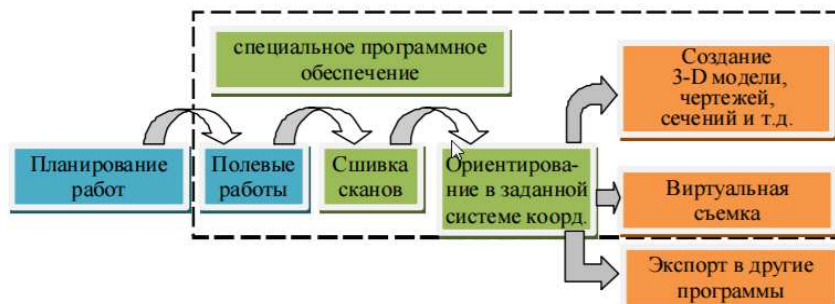 специальное программное
обеспечение
Создание
3-D модели,
чертежей,
сечений и т.д.
Планирование
работ
Полевые
работы
Сшивка
сканов
Ориентирова-
ние в заданной
системе коорд.
Виртуальная
съемка
Экспорт в другие
программы